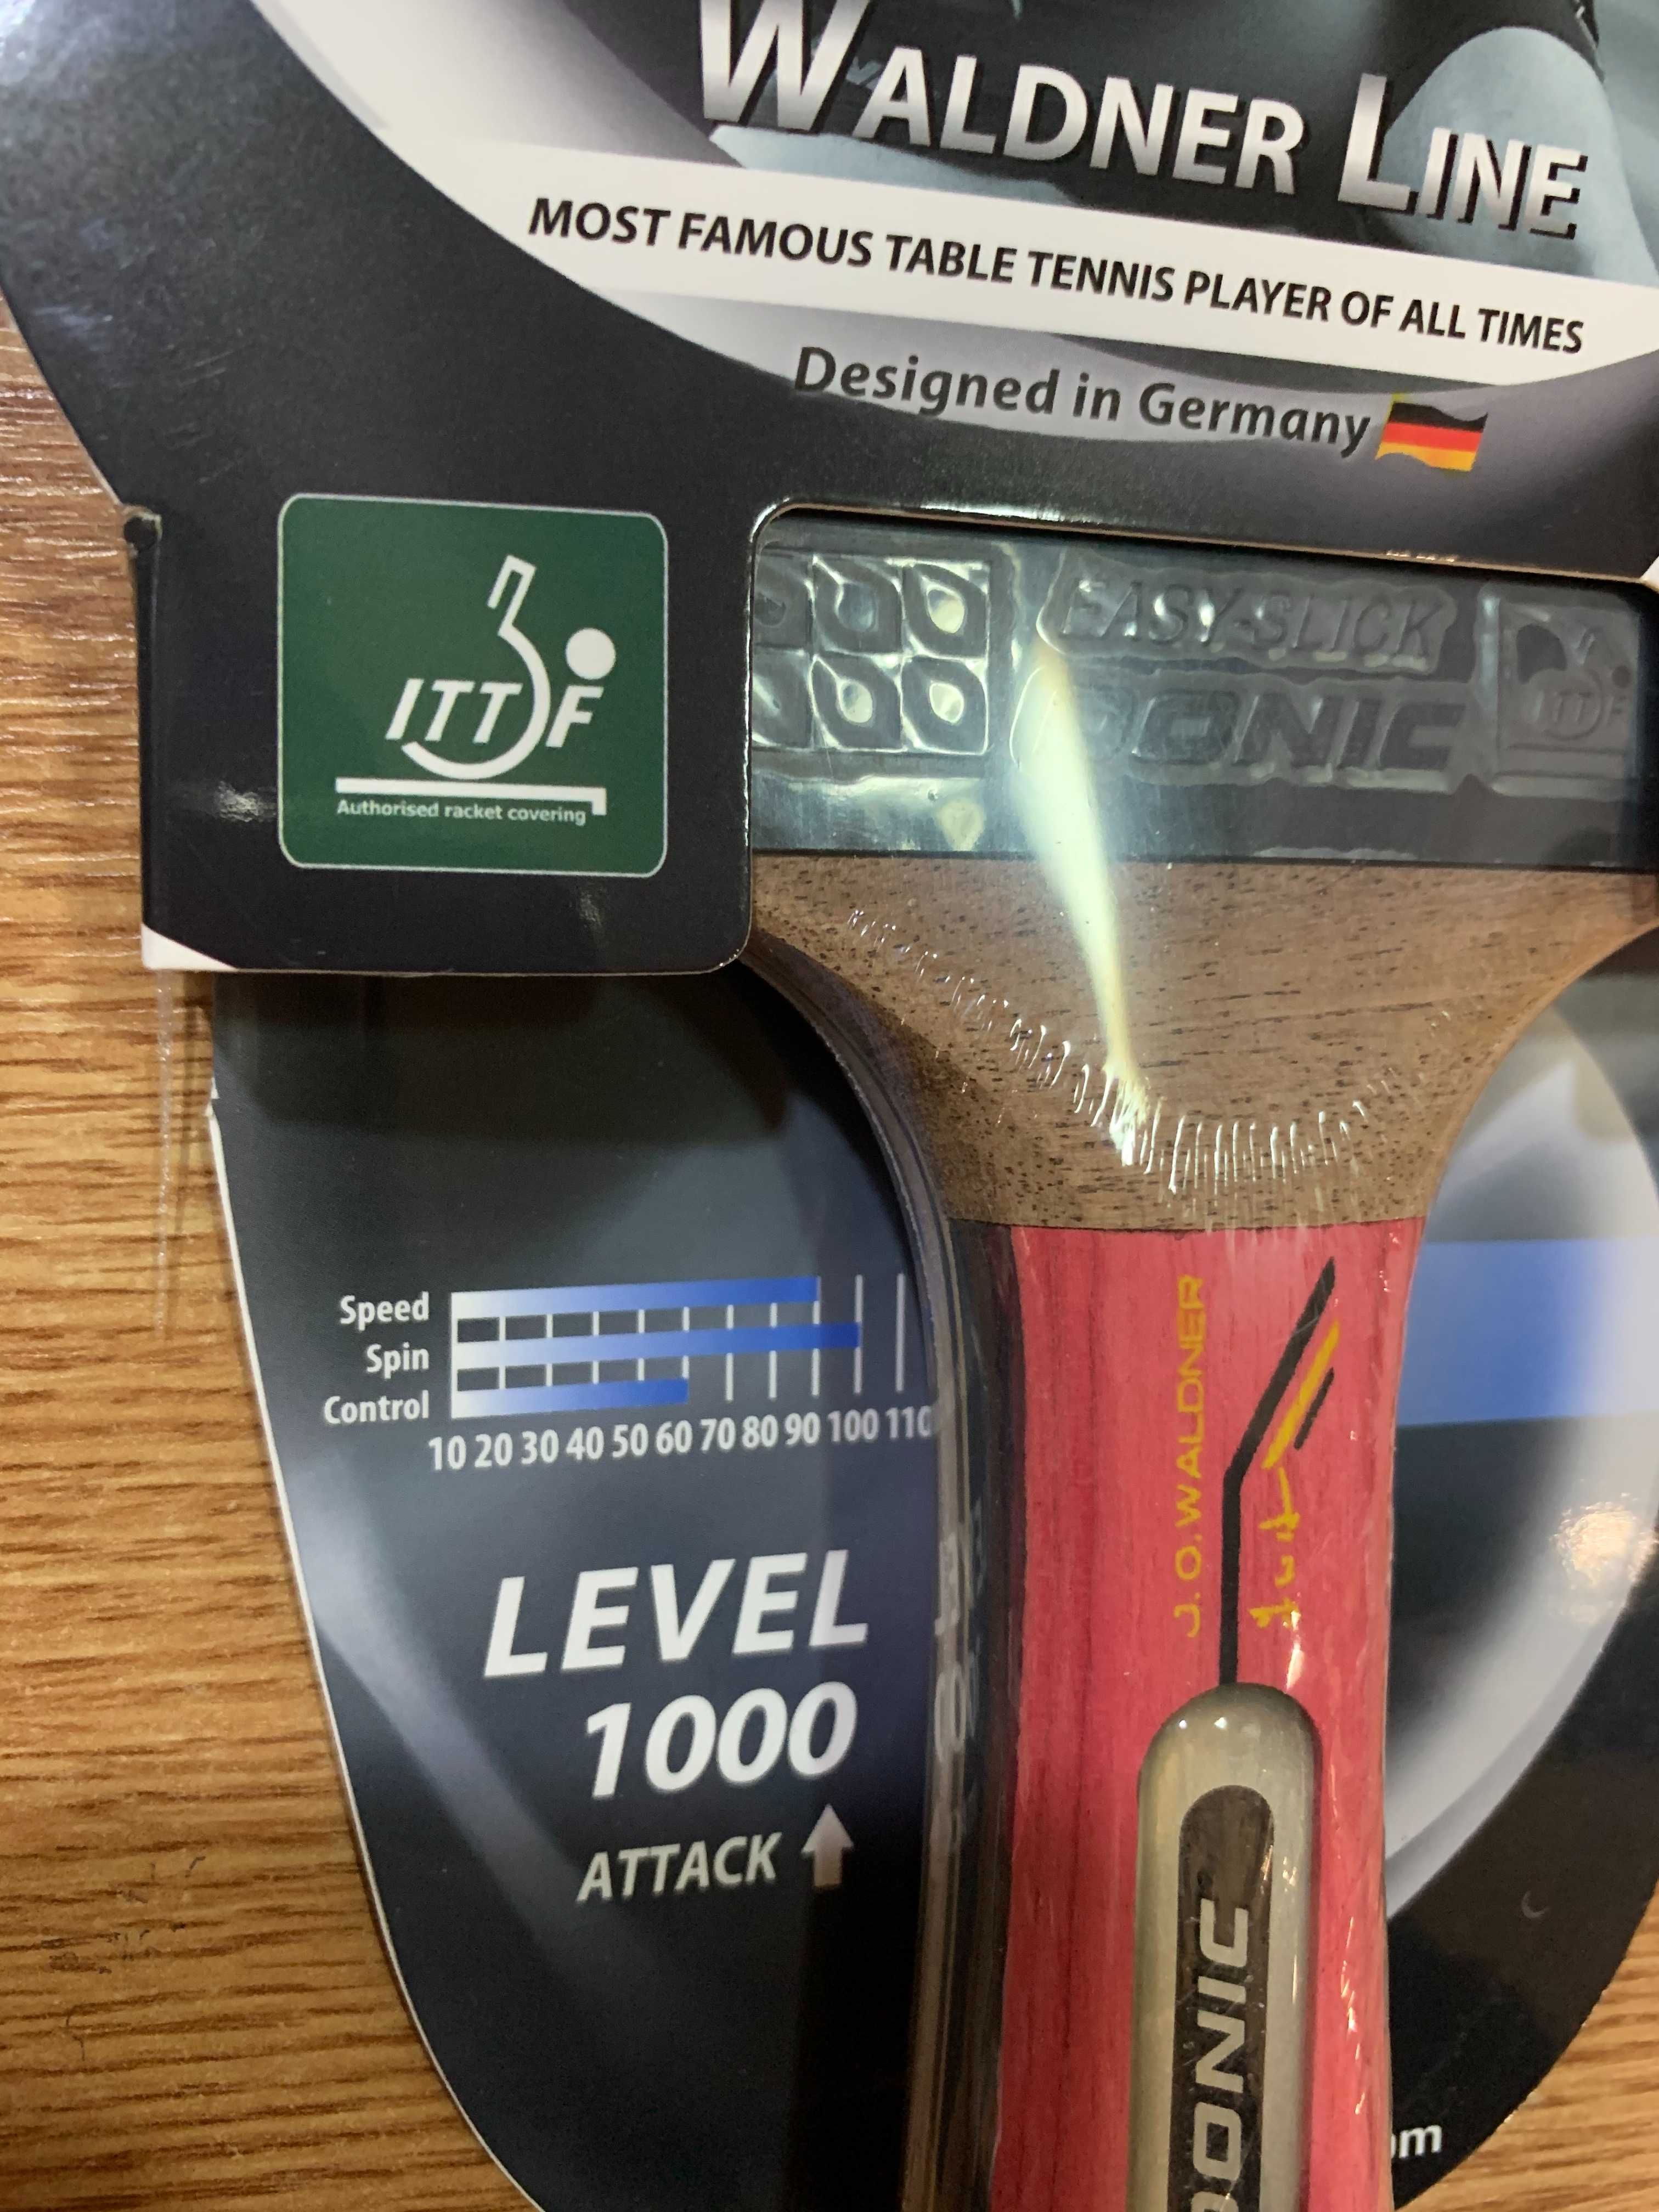 WALDNER LINE
MOST FAMOUS TABLE TENNIS PLAYER OF ALL TIMES
Designed in Germany
ITTF
Authorised racket covering
EASY-SLICK
DONIC
ITTF
Speed
Spin
Control
10 20 30 40 50 60 70 80 90 100 110
LEVEL
1000
ATTACK
J.O.WALDNER
DONIC